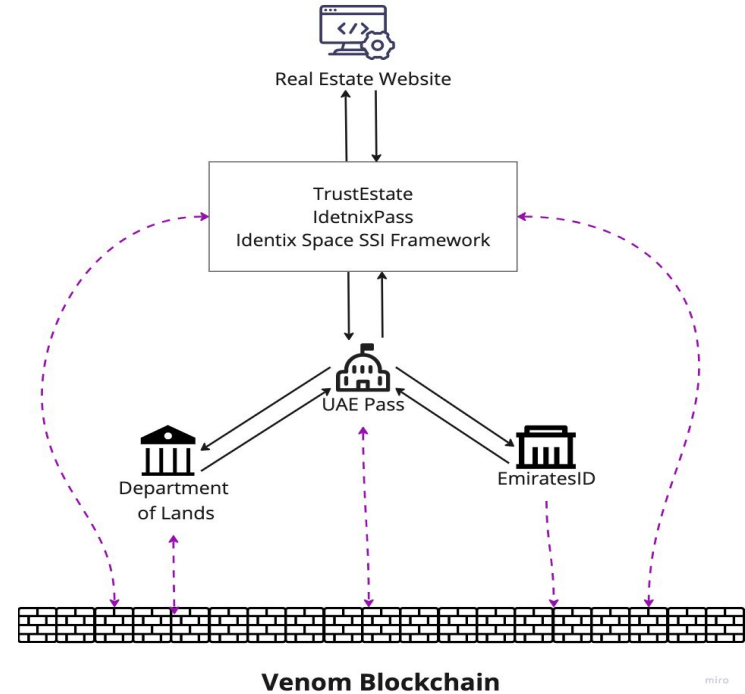 </>
Real Estate Website
TrustEstate
IdetnixPass
Identix Space SSI Framework
UAE Pass
Department
of Lands
EmiratesID
Venom Blockchain
miro